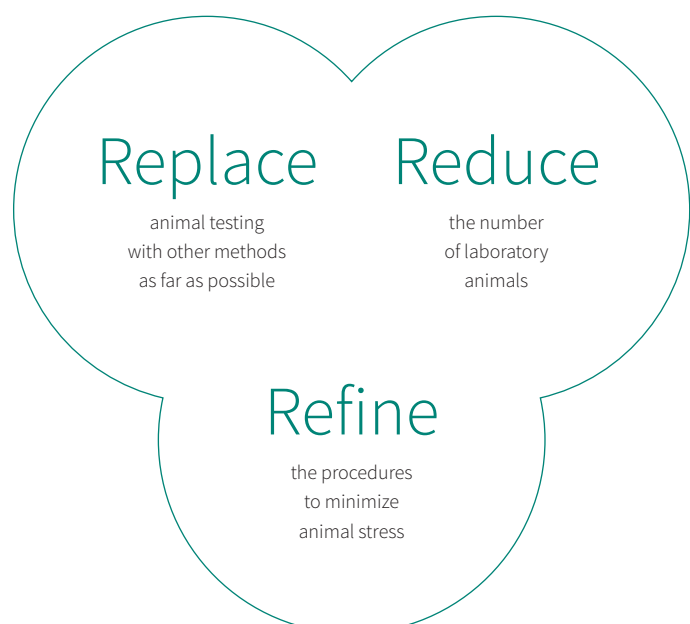 Replace
animal testing
with other methods
as far as possible
Reduce
the number
of laboratory
animals
Refine
the procedures
to minimize
animal stress